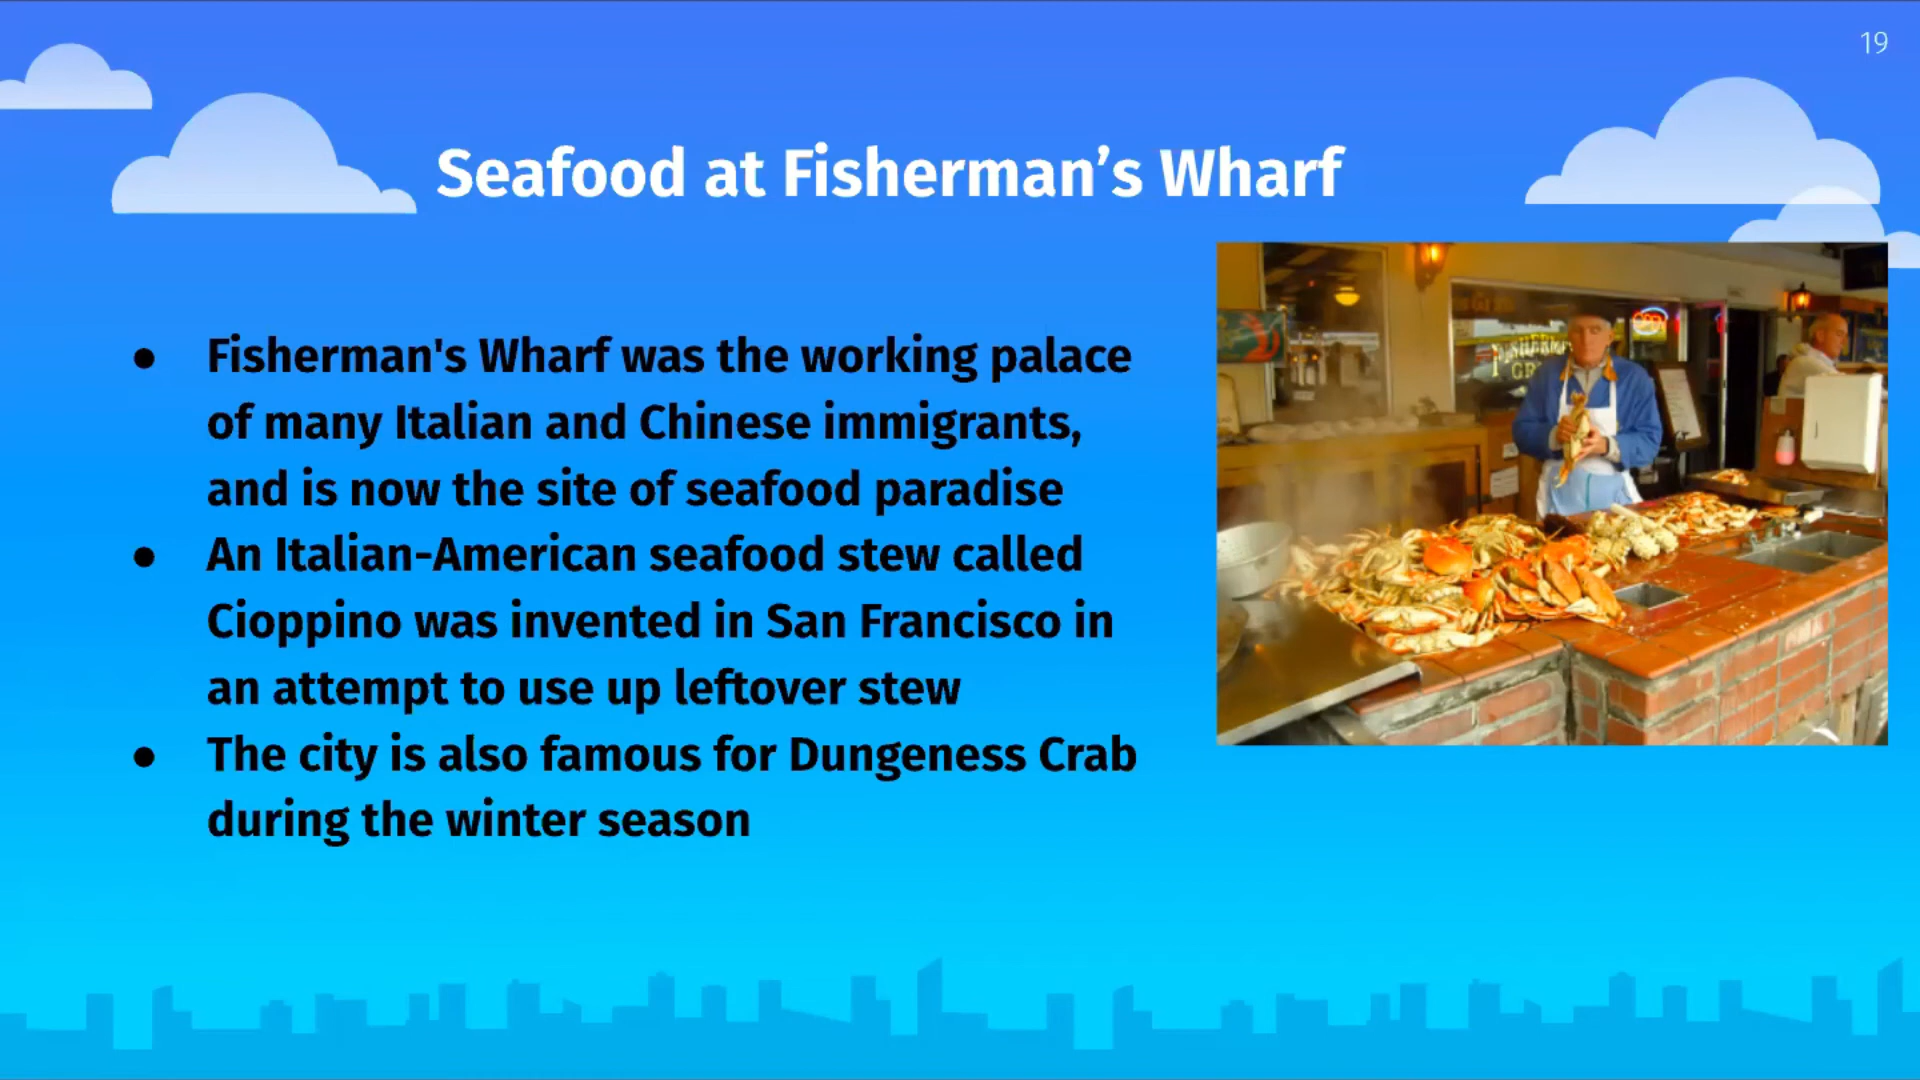 19
Seafood at Fisherman’s Wharf
● Fisherman's Wharf was the working palace
of many Italian and Chinese immigrants,
and is now the site of seafood paradise
● An Italian-American seafood stew called
Cioppino was invented in San Francisco in
an attempt to use up leftover stew
● The city is also famous for Dungeness Crab
during the winter season
OPEN